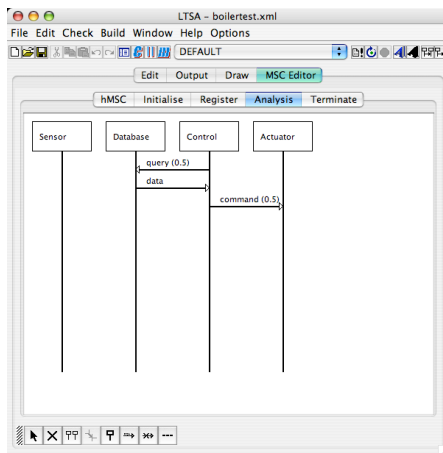 LTSA - boilertest.xml
File Edit Check Build Window Help Options
DEFAULT
Edit Output Draw MSC Editor
hMSC Initialise Register Analysis Terminate
Sensor Database Control Actuator
query (0.5)
data
command (0.5)